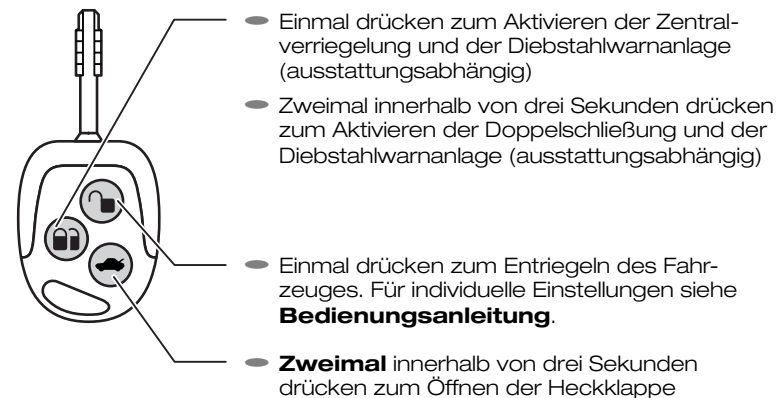 Einmal drücken zum Aktivieren der Zentral-
verriegelung und der Diebstahlwarnanlage
(ausstattungsabhängig)
Zweimal innerhalb von drei Sekunden drücken
zum Aktivieren der Doppelschließung und der
Diebstahlwarnanlage (ausstattungsabhängig)
Einmal drücken zum Entriegeln des Fahr-
zeuges. Für individuelle Einstellungen siehe
Bedienungsanleitung.
Zweimal innerhalb von drei Sekunden
drücken zum Öffnen der Heckklappe